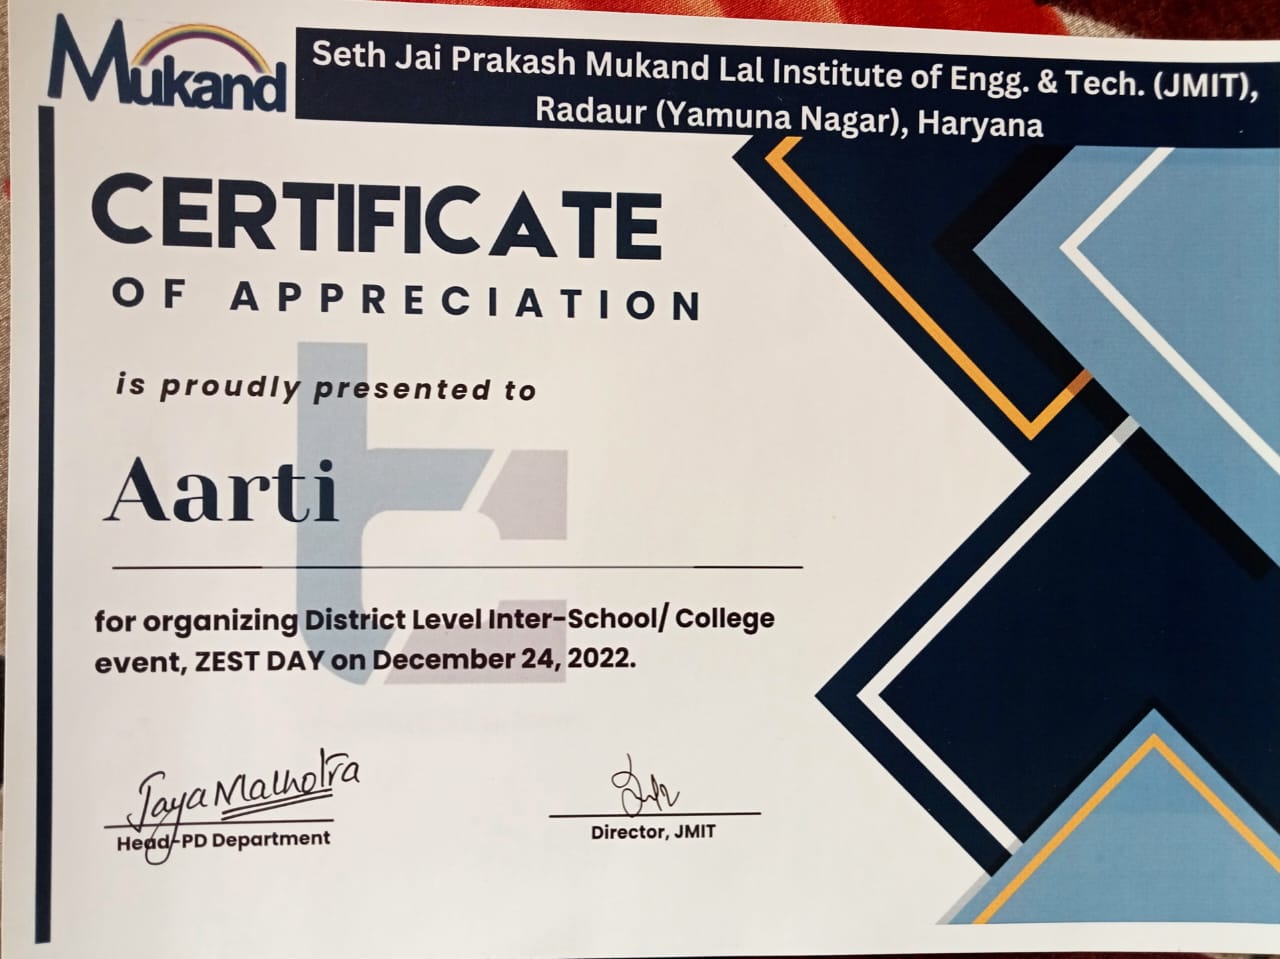 Mukand
Seth Jai Prakash Mukand Lal Institute of Engg. & Tech. (JMIT),
Radaur (Yamuna Nagar), Haryana
CERTIFICATE
OF APPRECIATION
is proudly presented to
Aarti
for organizing District Level Inter-School/ College
event, ZEST DAY on December 24, 2022.
Jaya Malhotra
Head-PD Department
Director, JMIT